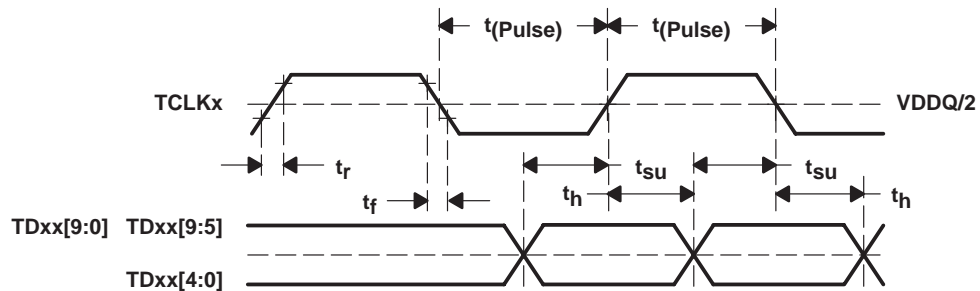 t(Pulse) t(Pulse)
TCLKx VDDQ/2
tr tsu tsu
tf th th
TDxx[9:0] TDxx[9:5]
TDxx[4:0]